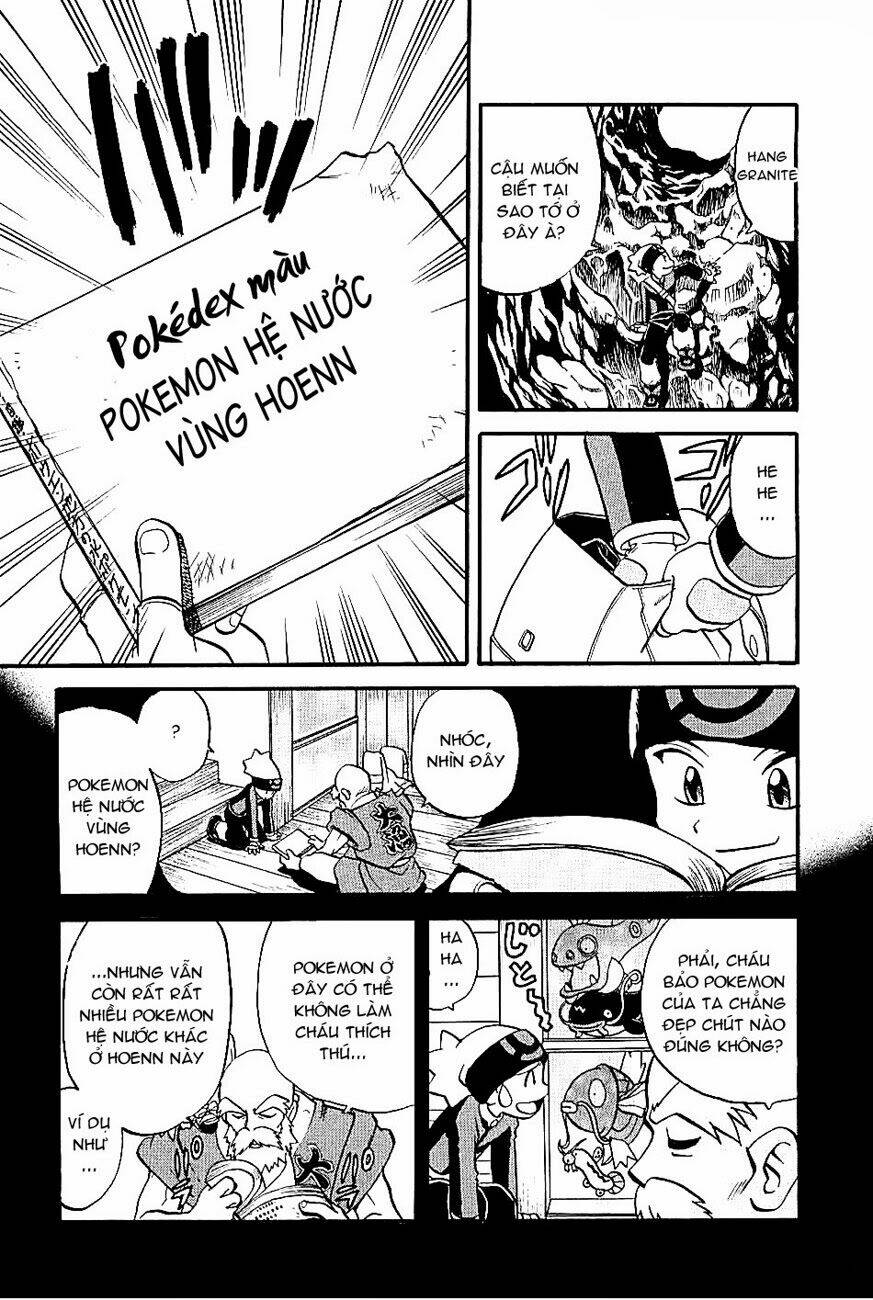 HANG
GRANITE
CẬU MUỐN
BIẾT TẠI
SAO TỚ Ở
ĐÂY À?
HE
HE
...
Pokédex màu
POKEMON HỆ NƯỚC
VÙNG HOENN
NHÓC,
NHÌN ĐÂY
?
POKEMON
HỆ NƯỚC
VÙNG
HOENN?
PHẢI, CHÁU
BẢO POKEMON
CỦA TA CHẲNG
ĐẸP CHÚT NÀO
ĐÚNG KHÔNG?
HA
HA
...
じと〜
POKEMON Ở
ĐÂY CÓ THỂ
KHÔNG LÀM
CHÁU THÍCH
THÚ...
...NHƯNG VẪN
CÒN RẤT RẤT
NHIỀU POKEMON
HỆ NƯỚC KHÁC
Ở HOENN NÀY
VÍ DỤ
NHƯ
...
大